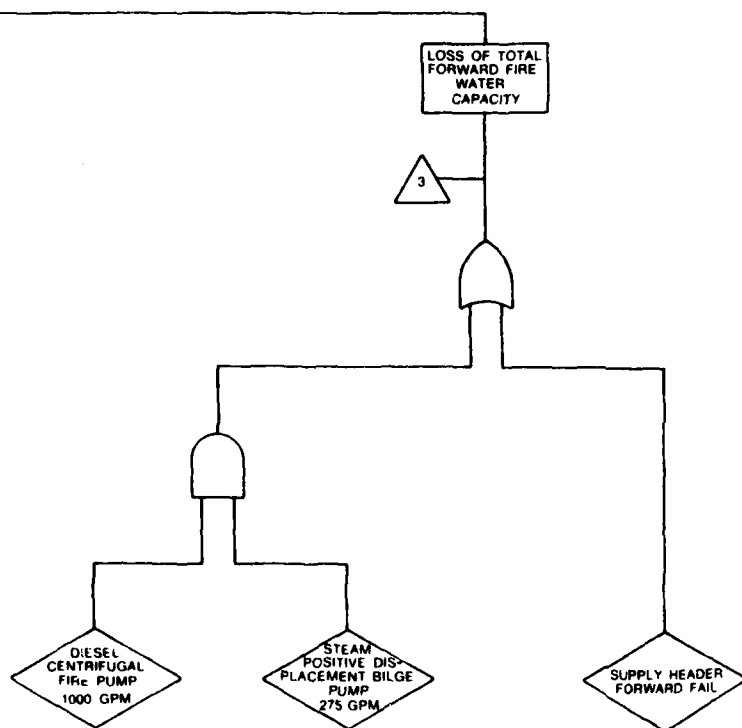 LOSS OF TOTAL
FORWARD FIRE
WATER
CAPACITY
3
DIESEL
CENTRIFUGAL
FIRE PUMP
1000 GPM
STEAM
POSITIVE DIS-
PLACEMENT BILGE
PUMP
275 GPM
SUPPLY HEADER
FORWARD FAIL